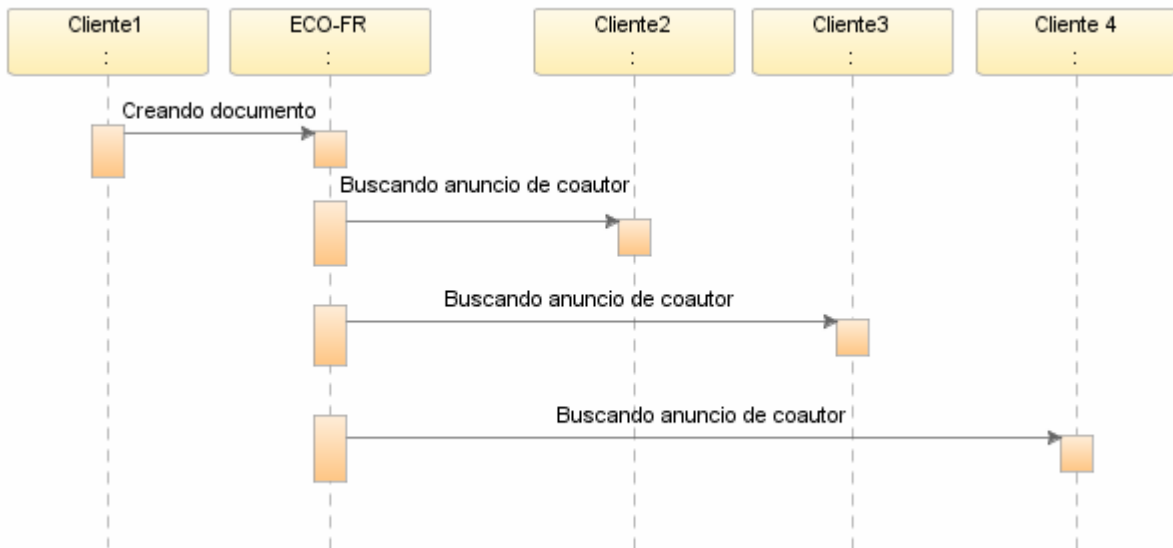 Cliente1
:
ECO-FR
:
Cliente2
:
Cliente3
:
Cliente 4
:
Creando documento
Buscando anuncio de coautor
Buscando anuncio de coautor
Buscando anuncio de coautor